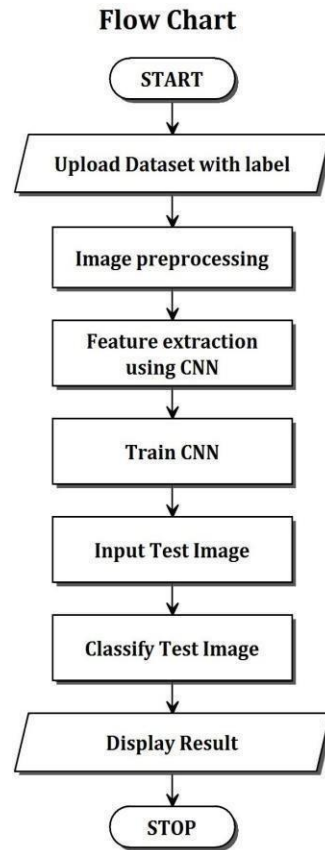 Flow Chart
START
Upload Dataset with label
Image preprocessing
Feature extraction
using CNN
Train CNN
Input Test Image
Classify Test Image
Display Result
STOP